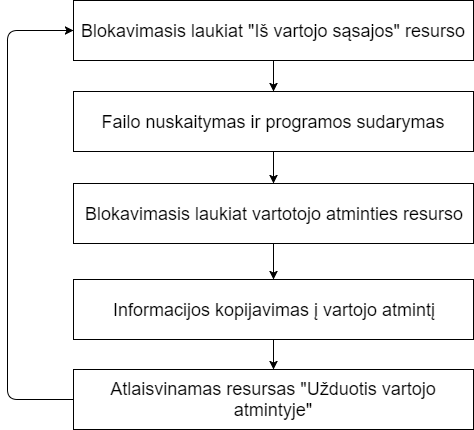 Blokavimasis laukiat "Iš vartojo sąsajos" resurso
Failo nuskaitymas ir programos sudarymas
Blokavimasis laukiat vartotojo atminties resurso
Informacijos kopijavimas į vartojo atmintį
Atlaisvinamas resursas "Užduotis vartojo
atmintyje"